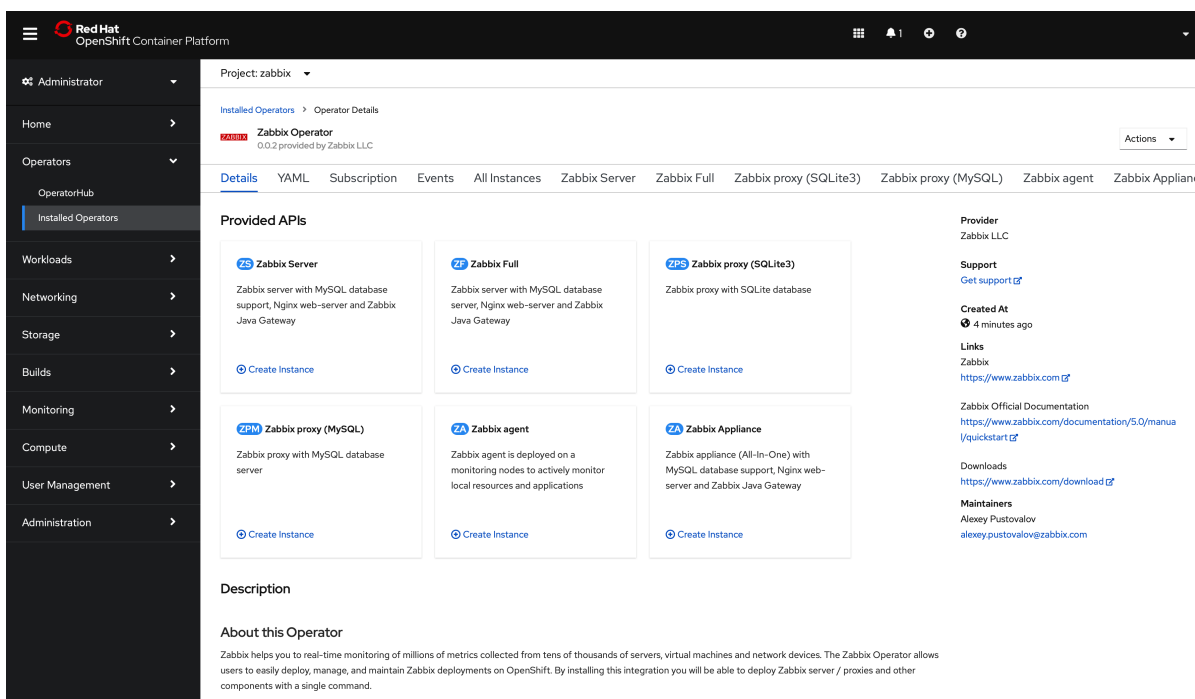 Red Hat
OpenShift Container Platform
1
Administrator
Home
Operators
OperatorHub
Installed Operators
Workloads
Networking
Storage
Builds
Monitoring
Compute
User Management
Administration
Project: zabbix
Installed Operators > Operator Details
ZABBIX
Zabbix Operator
0.0.2 provided by Zabbix LLC
Actions
Details YAML Subscription Events All Instances Zabbix Server Zabbix Full Zabbix proxy (SQLite3) Zabbix proxy (MySQL) Zabbix agent Zabbix Applian
Provided APIs
ZS Zabbix Server
Zabbix server with MySQL database
support, Nginx web-server and Zabbix
Java Gateway
Create Instance
ZF Zabbix Full
Zabbix server with MySQL database
server, Nginx web-server and Zabbix
Java Gateway
Create Instance
ZPS Zabbix proxy (SQLite3)
Zabbix proxy with SQLite database
Create Instance
ZPM Zabbix proxy (MySQL)
Zabbix proxy with MySQL database
server
Create Instance
ZA Zabbix agent
Zabbix agent is deployed on a
monitoring nodes to actively monitor
local resources and applications
Create Instance
ZA Zabbix Appliance
Zabbix appliance (All-In-One) with
MySQL database support, Nginx web-
server and Zabbix Java Gateway
Create Instance
Provider
Zabbix LLC
Support
Get support
Created At
4 minutes ago
Links
Zabbix
https://www.zabbix.com
Zabbix Official Documentation
https://www.zabbix.com/documentation/5.0/manua
l/quickstart
Downloads
https://www.zabbix.com/download
Maintainers
Alexey Pustovalov
alexey.pustovalov@zabbix.com
Description
About this Operator
Zabbix helps you to real-time monitoring of millions of metrics collected from tens of thousands of servers, virtual machines and network devices. The Zabbix Operator allows
users to easily deploy, manage, and maintain Zabbix deployments on OpenShift. By installing this integration you will be able to deploy Zabbix server / proxies and other
components with a single command.